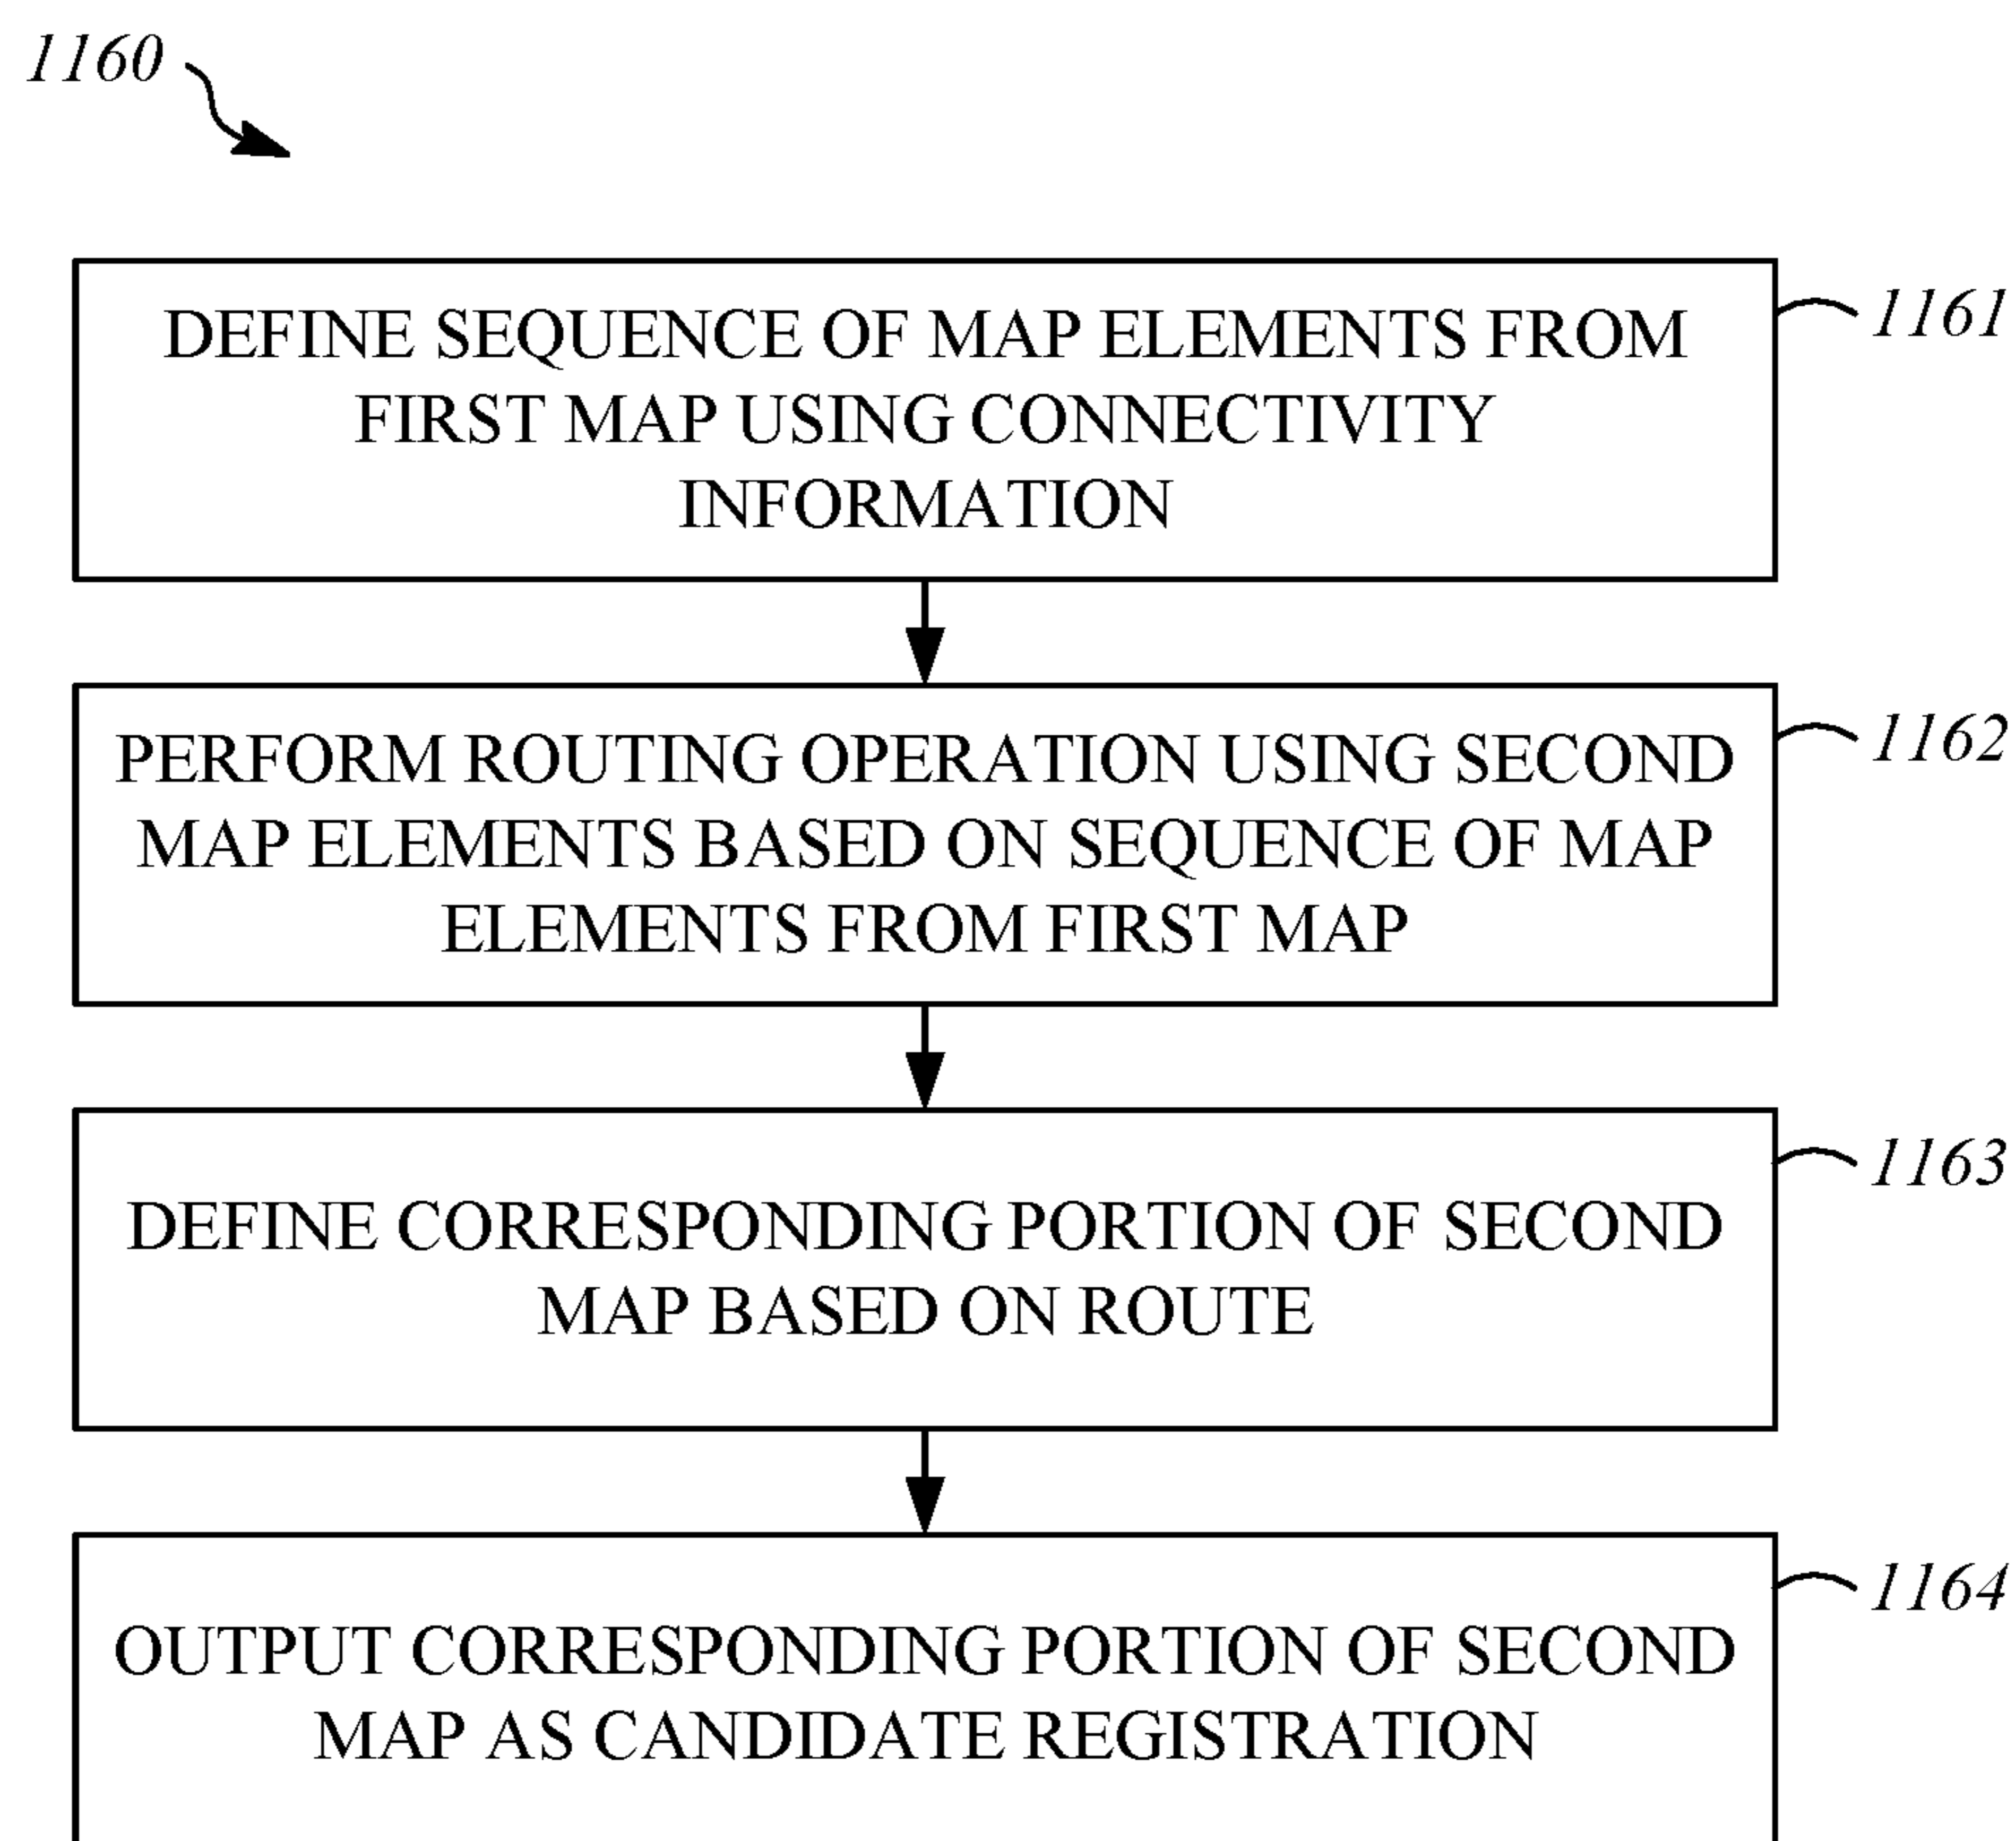 1160
DEFINE SEQUENCE OF MAP ELEMENTS FROM
FIRST MAP USING CONNECTIVITY
INFORMATION
1161
PERFORM ROUTING OPERATION USING SECOND
MAP ELEMENTS BASED ON SEQUENCE OF MAP
ELEMENTS FROM FIRST MAP
1162
DEFINE CORRESPONDING PORTION OF SECOND
MAP BASED ON ROUTE
1163
OUTPUT CORRESPONDING PORTION OF SECOND
MAP AS CANDIDATE REGISTRATION
1164